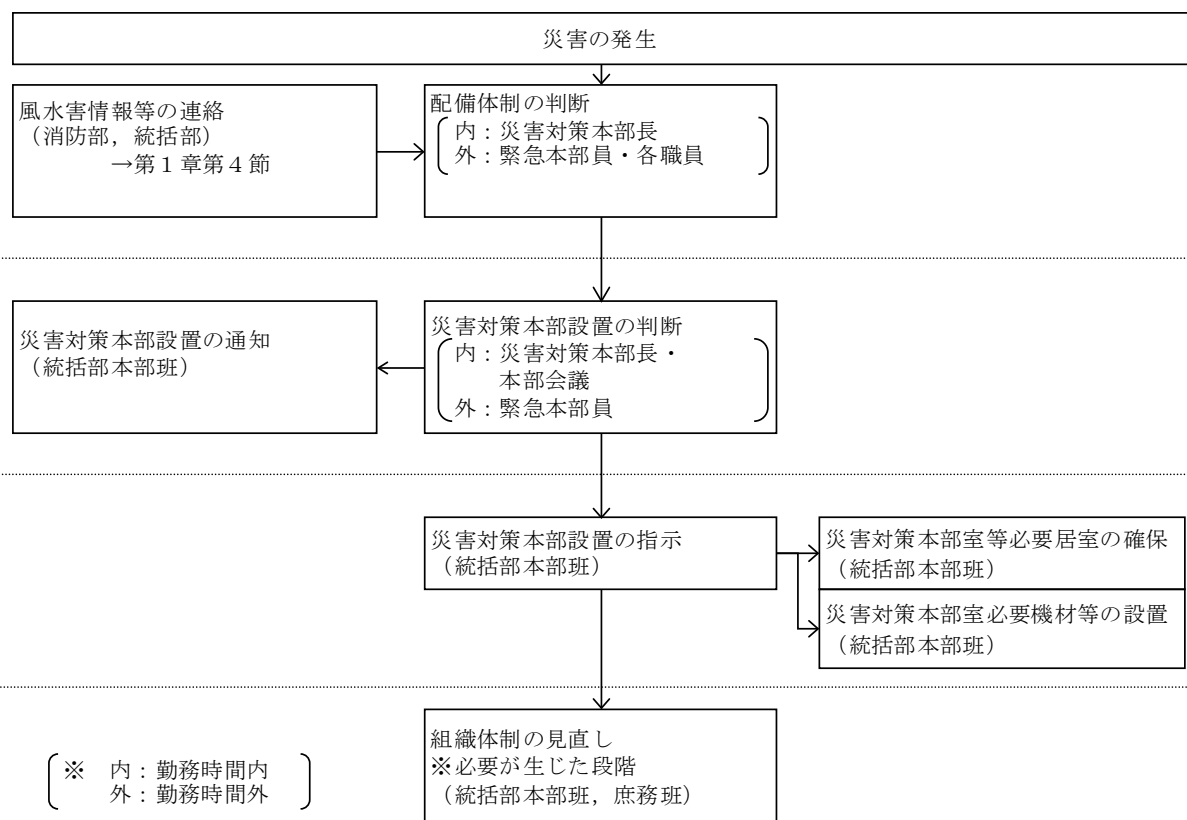 災害の発生
風水害情報等の連絡
（消防部，統括部）
→第１章第４節
配備体制の判断
内：災害対策本部長
外：緊急本部員・各職員
災害対策本部設置の通知
（統括部本部班）
災害対策本部設置の判断
内：災害対策本部長・
本部会議
外：緊急本部員
災害対策本部設置の指示
（統括部本部班）
災害対策本部室等必要居室の確保
（統括部本部班）
災害対策本部室必要機材等の設置
（統括部本部班）
組織体制の見直し
※必要が生じた段階
（統括部本部班，庶務班）
※　内：勤務時間内
外：勤務時間外